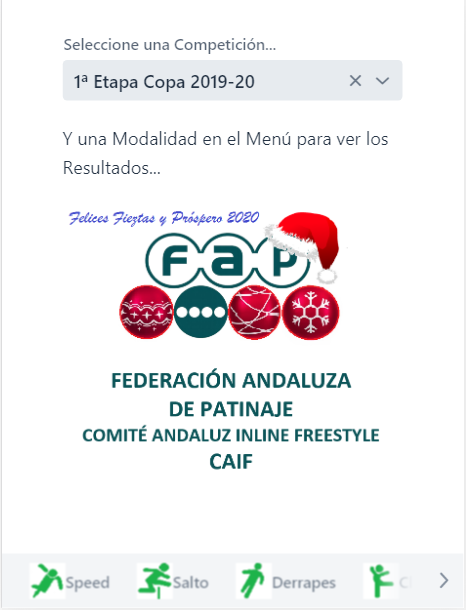 Seleccione una Competición...
1ª Etapa Copa 2019-20
Y una Modalidad en el Menú para ver los
Resultados...
Felices Fieztas y Próspero 2020
FaP
FEDERACIÓN ANDALUZA
DE PATINAJE
COMITÉ ANDALUZ INLINE FREESTYLE
CAIF
Speed
Salto
Derrapes